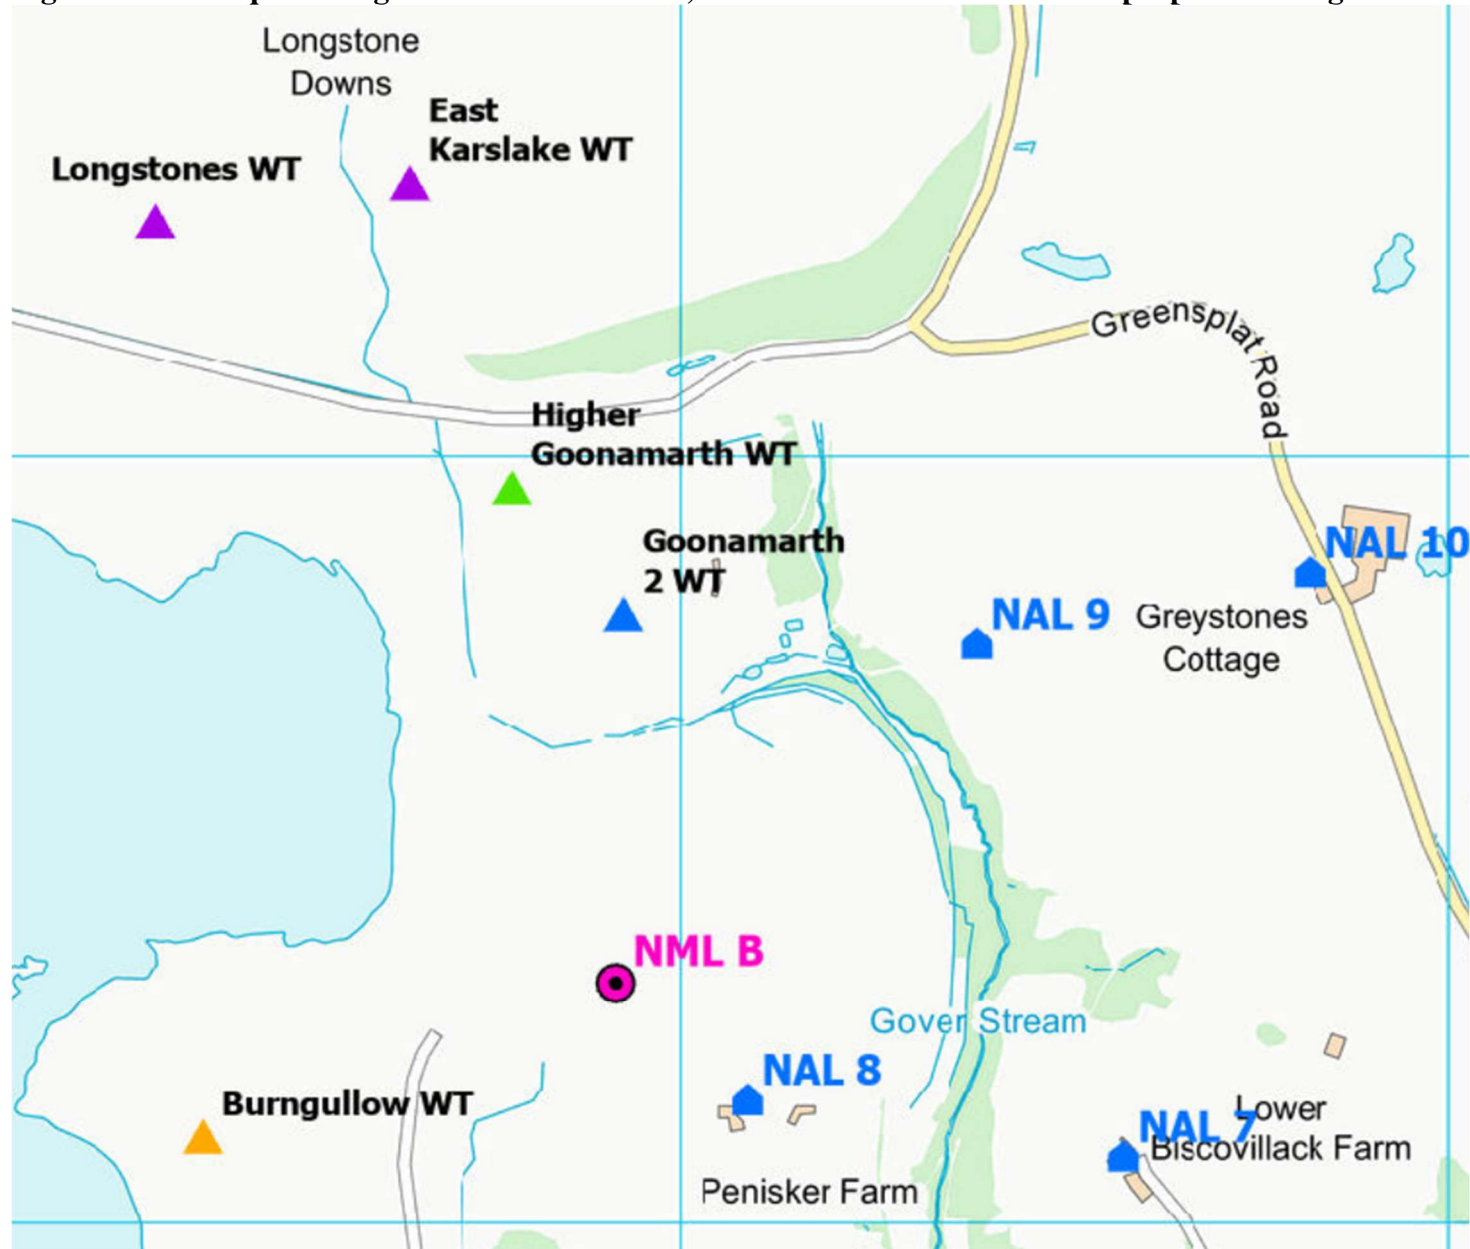 Longstone
Downs
East
Karslake WT
Longstones WT
Greensplat Road
Higher
Goonamarth WT
Goonamarth
2 WT
NAL 10
NAL 9
Greystones
Cottage
NML B
Gover Stream
NAL 8
Burngullow WT
Lower
NAL 7
Biscovillack Farm
Penisker Farm